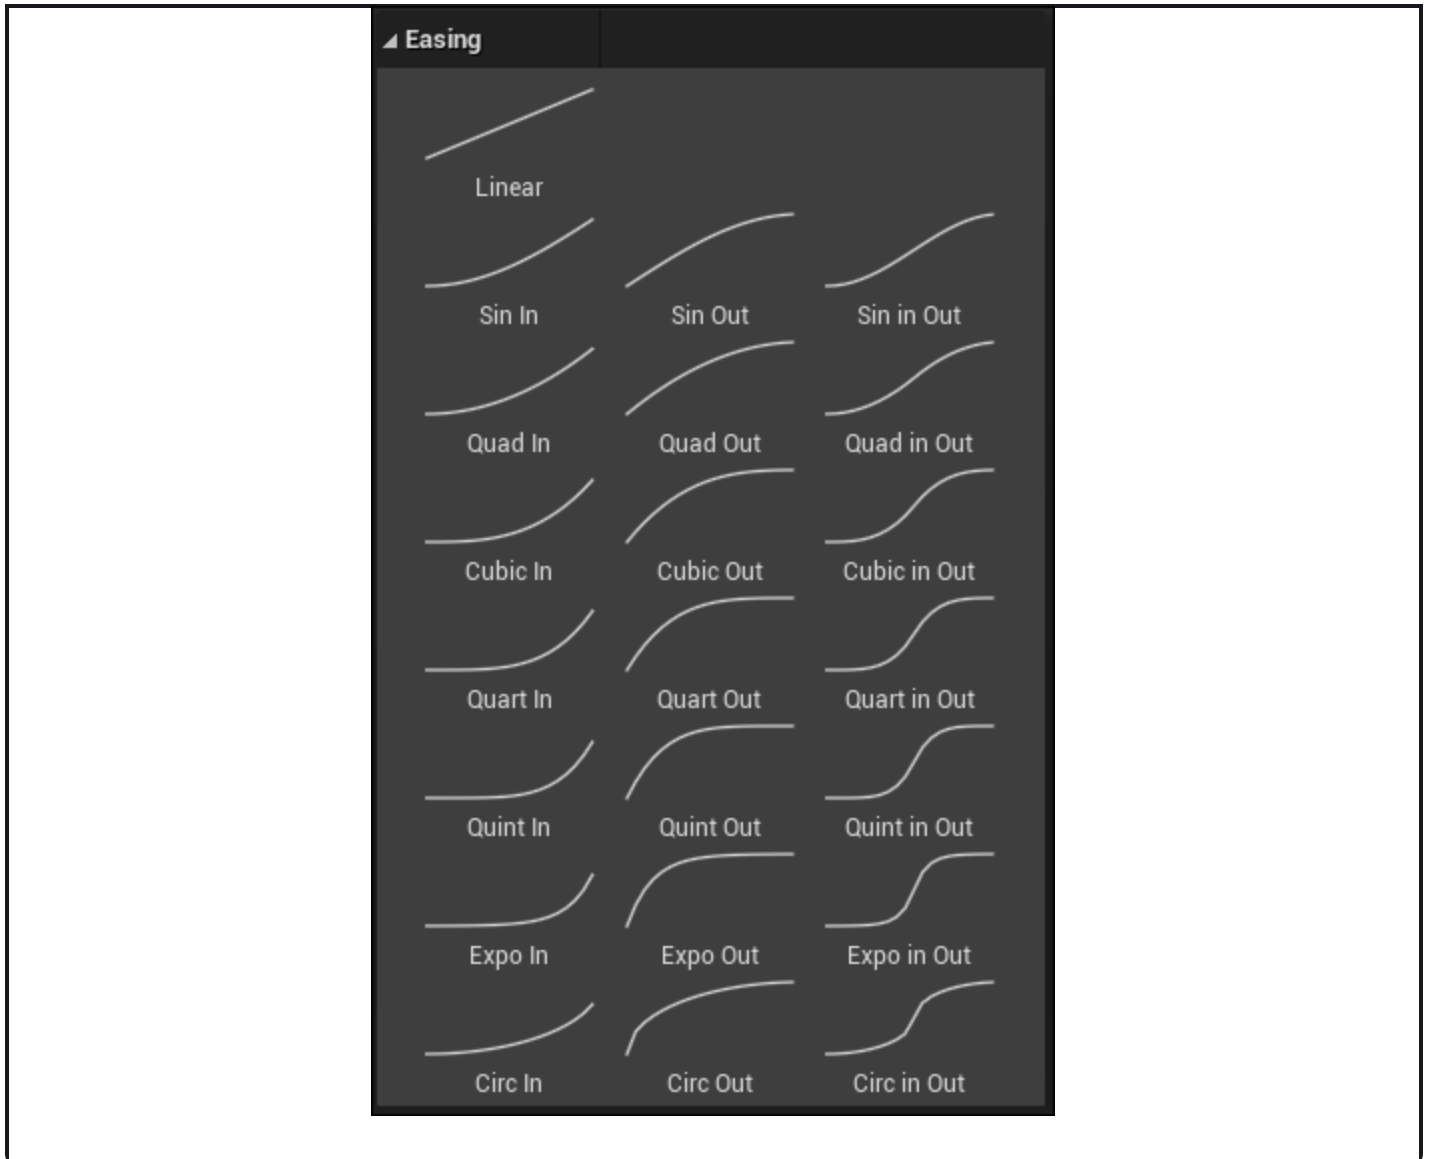 Easing
Linear
Sin In Sin Out Sin in Out
Quad In Quad Out Quad in Out
Cubic In Cubic Out Cubic in Out
Quart In Quart Out Quart in Out
Quint In Quint Out Quint in Out
Expo In Expo Out Expo in Out
Circ In Circ Out Circ in Out